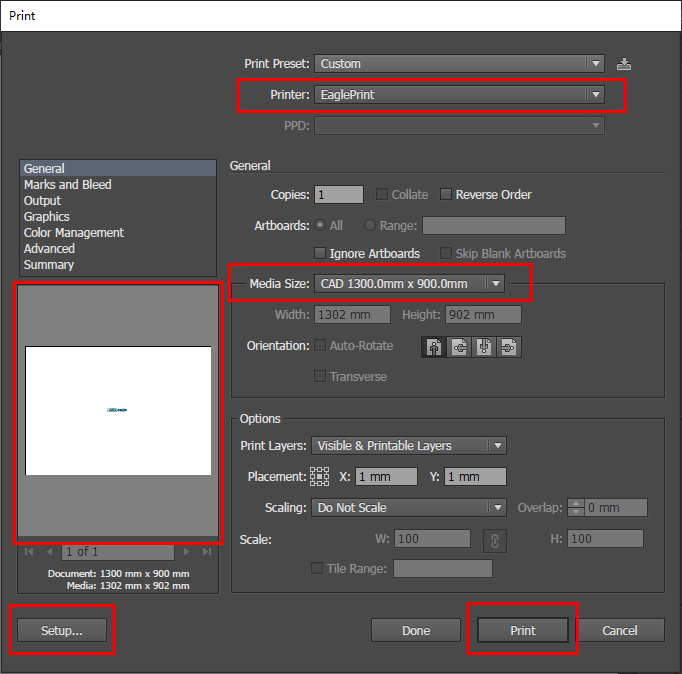 Print
Print Preset: Custom
Printer: EaglePrint
PPD:
General
Marks and Bleed
Output
Graphics
Color Management
Advanced
Summary
General
Copies: 1 Collate Reverse Order
Artboards: All Range:
Ignore Artboards Skip Blank Artboards
Media Size: CAD 1300.0mm x 900.0mm
Width: 1302 mm Height: 902 mm
Orientation: Auto-Rotate
Transverse
Options
Print Layers: Visible & Printable Layers
Placement: X: 1 mm Y: 1 mm
Scaling: Do Not Scale Overlap: 0 mm
Scale: W: 100 H: 100
Tile Range:
1 of 1
Document: 1300 mm x 900 mm
Media: 1302 mm x 902 mm
Setup... Done Print Cancel